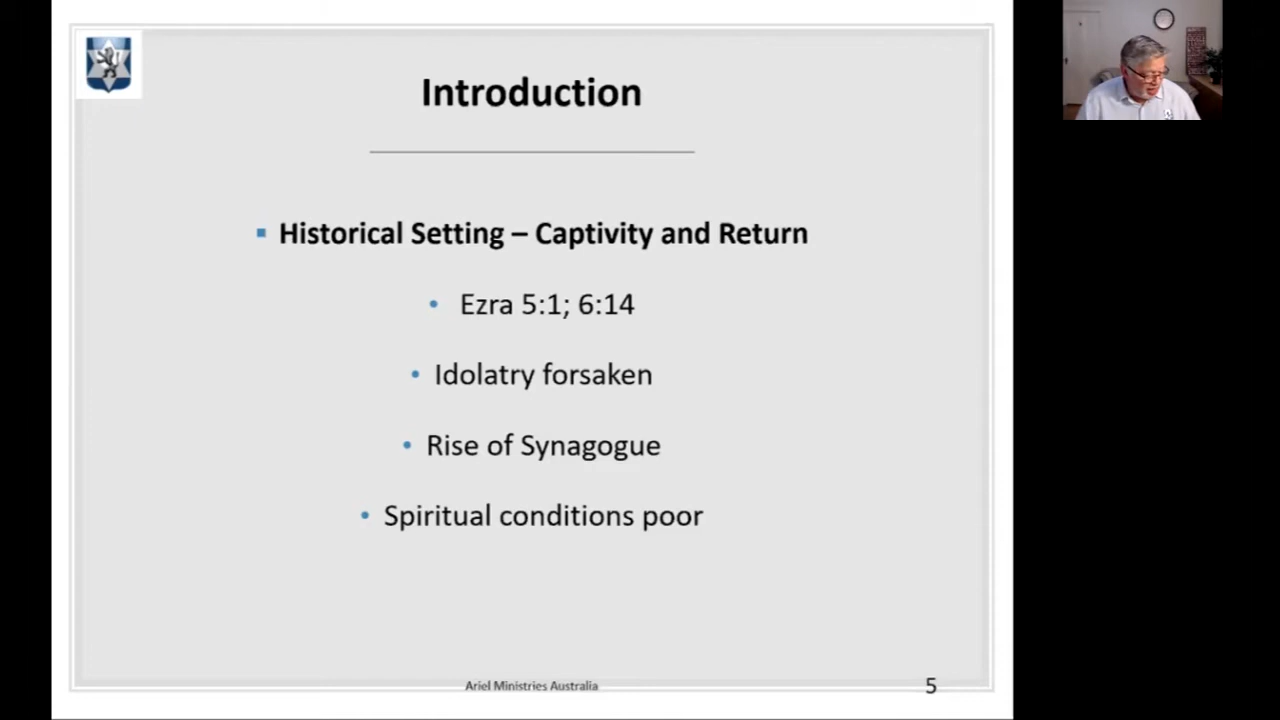 Introduction
Historical Setting – Captivity and Return
Ezra 5:1; 6:14
Idolatry forsaken
Rise of Synagogue
Spiritual conditions poor
Ariel Ministries Australia
5